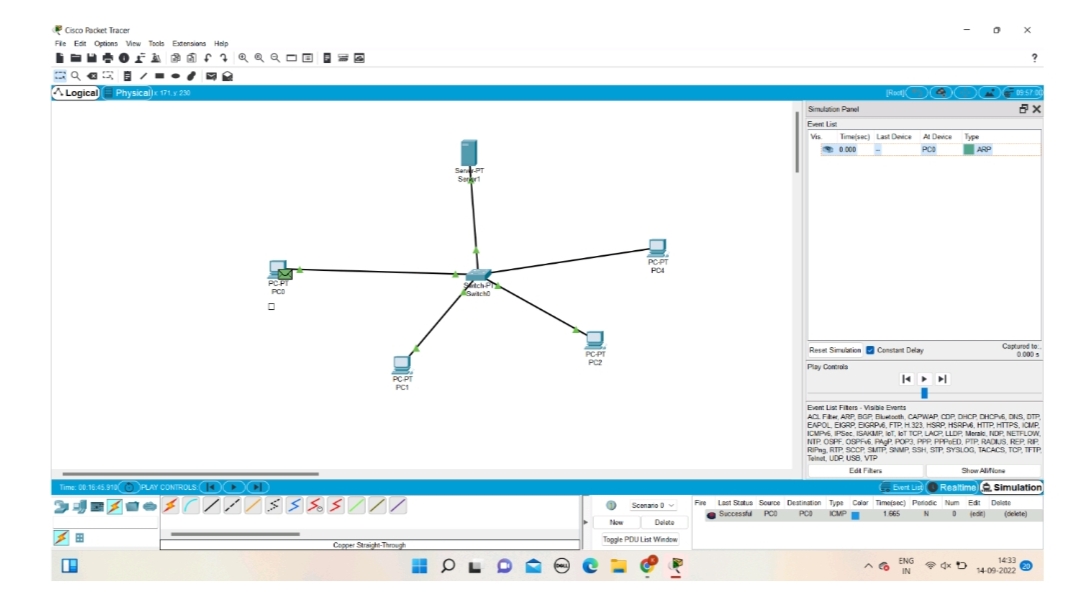 Cisco Packet Tracer
File Edit Options View Tools Extensions Help
?
Logical Physical x: 171, y: 230 [Root] 09:57:00
Simulation Panel
Event List
Vis. Time(sec) Last Device At Device Type
0.000 -- PC0 ARP
Server-PT
Server1
PC-PT
PC4
PC-PT
PC0
Switch-PT
Switch0
PC-PT
PC2
PC-PT
PC1
Reset Simulation Constant Delay Captured to...
0.000 s
Play Controls
Event List Filters - Visible Events
ACL Filter, ARP, BGP, Bluetooth, CAPWAP, CDP, DHCP, DHCPv6, DNS, DTP,
EAPOL, EIGRP, EIGRPv6, FTP, H.323, HSRP, HSRPv6, HTTP, HTTPS, ICMP,
ICMPv6, IPSec, ISAKMP, IoT, IoT TCP, LACP, LLDP, Meraki, NDP, NETFLOW,
NTP, OSPF, OSPFv6, PAgP, POP3, PPP, PPPoED, PTP, RADIUS, REP, RIP,
RIPng, RTP, SCCP, SMTP, SNMP, SSH, STP, SYSLOG, TACACS, TCP, TFTP,
Telnet, UDP, USB, VTP
Edit Filters Show All/None
Time: 00:16:45.910 PLAY CONTROLS: Event List Realtime Simulation
Scenario 0
New Delete
Toggle PDU List Window
Fire Last Status Source Destination Type Color Time(sec) Periodic Num Edit Delete
Successful PC0 PC0 ICMP 1.665 N 0 (edit) (delete)
Copper Straight-Through
DELL
ENG
IN
14:33
14-09-2022
20